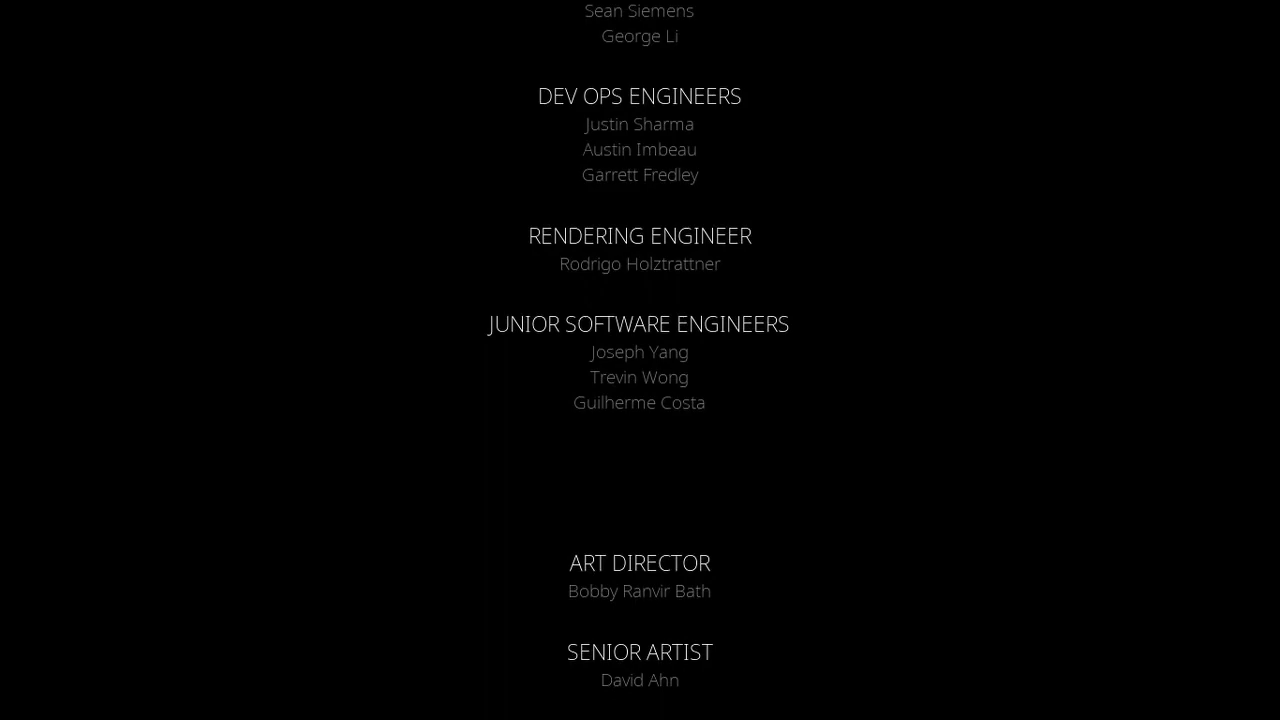 Sean Siemens
George Li
DEV OPS ENGINEERS
Justin Sharma
Austin Imbeau
Garrett Fredley
RENDERING ENGINEER
Rodrigo Holztrattner
JUNIOR SOFTWARE ENGINEERS
Joseph Yang
Trevin Wong
Guilherme Costa
ART DIRECTOR
Bobby Ranvir Bath
SENIOR ARTIST
David Ahn